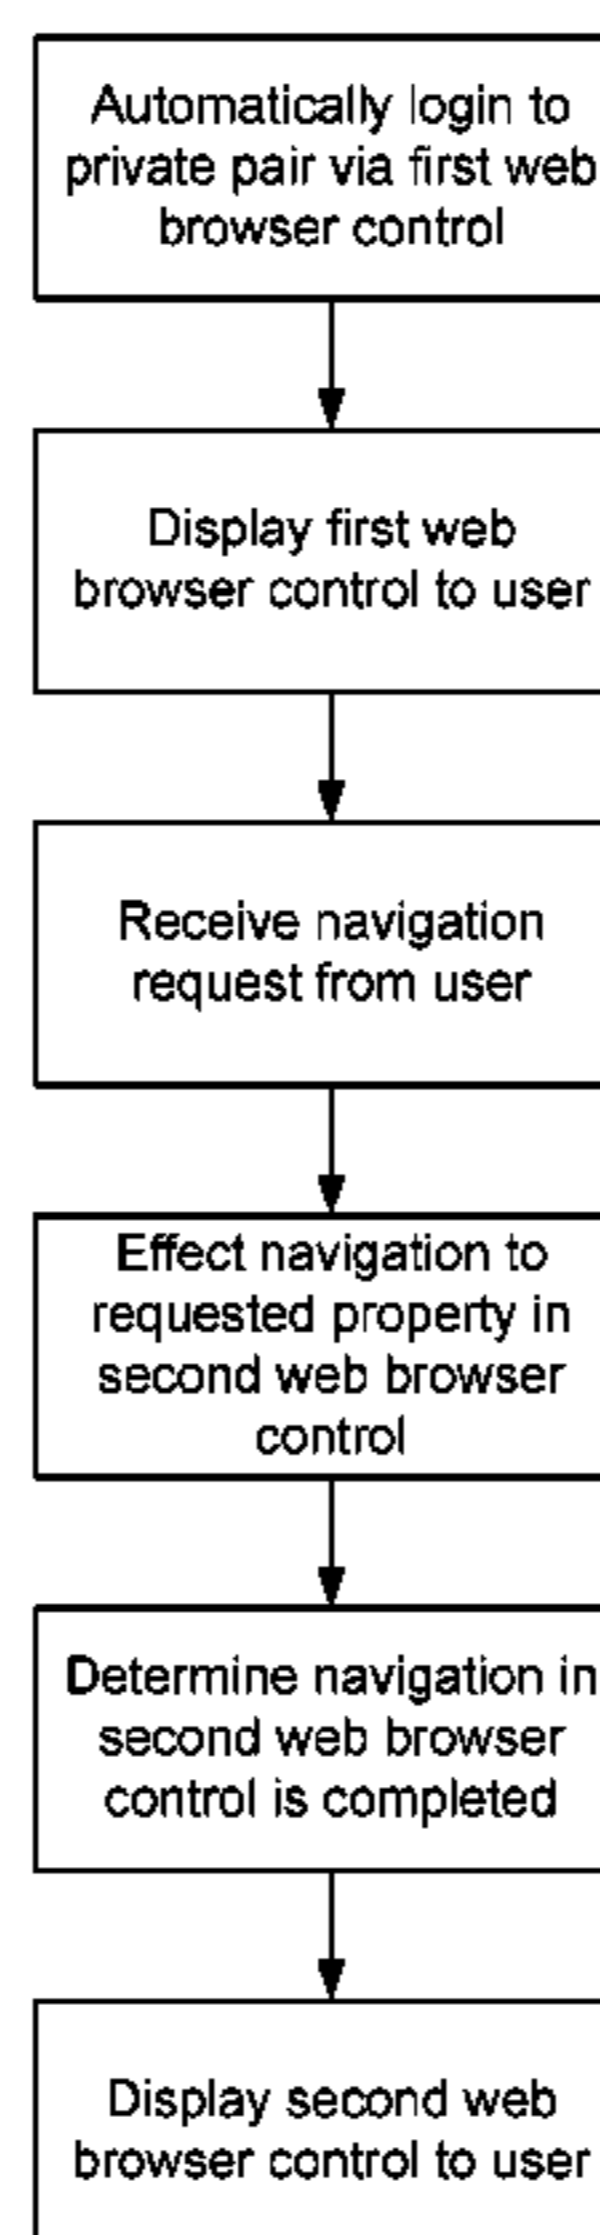 Automatically login to
private pair via first web
browser control
Display first web
browser control to user
Receive navigation
request from user
Effect navigation to
requested property in
second web browser
control
Determine navigation in
second web browser
control is completed
Display second web
browser control to user